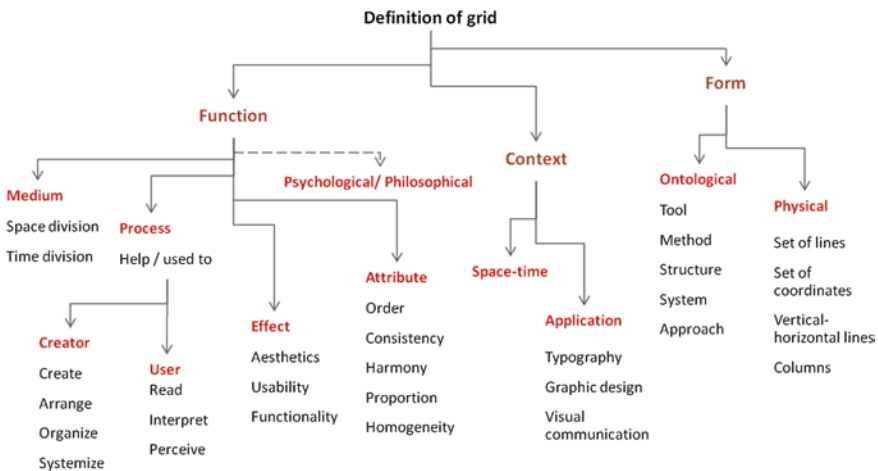 Definition of grid
Function
Medium
Space division
Time division
Process
Help / used to
Creator
Create
Arrange
Organize
Systemize
User
Read
Interpret
Perceive
Psychological/ Philosophical
Effect
Aesthetics
Usability
Functionality
Attribute
Order
Consistency
Harmony
Proportion
Homogeneity
Context
Space-time
Application
Typography
Graphic design
Visual
communication
Form
Ontological
Tool
Method
Structure
System
Approach
Physical
Set of lines
Set of
coordinates
Vertical-
horizontal lines
Columns